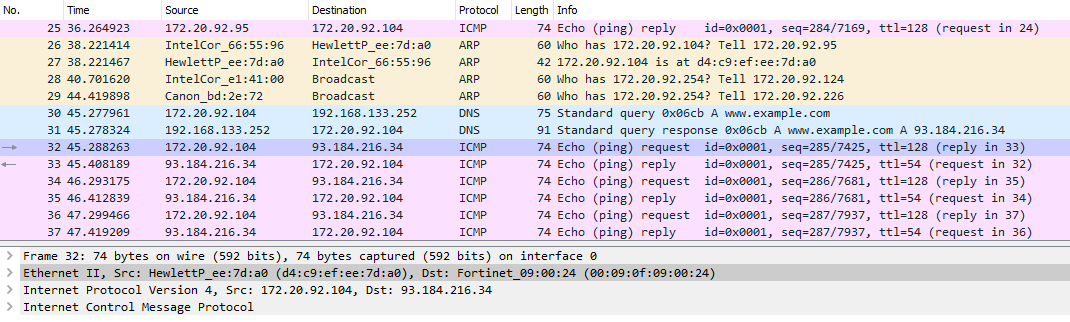 No. Time Source Destination Protocol Length Info
25 36.264923 172.20.92.95 172.20.92.104 ICMP 74 Echo (ping) reply id=0x0001, seq=284/7169, ttl=128 (request in 24)
26 38.221414 IntelCor_66:55:96 HewlettP_ee:7d:a0 ARP 60 Who has 172.20.92.104? Tell 172.20.92.95
27 38.221467 HewlettP_ee:7d:a0 IntelCor_66:55:96 ARP 42 172.20.92.104 is at d4:c9:ef:ee:7d:a0
28 40.701620 IntelCor_e1:41:00 Broadcast ARP 60 Who has 172.20.92.254? Tell 172.20.92.124
29 44.419898 Canon_bd:2e:72 Broadcast ARP 60 Who has 172.20.92.254? Tell 172.20.92.226
30 45.277961 172.20.92.104 192.168.133.252 DNS 75 Standard query 0x06cb A www.example.com
31 45.278324 192.168.133.252 172.20.92.104 DNS 91 Standard query response 0x06cb A www.example.com A 93.184.216.34
32 45.288263 172.20.92.104 93.184.216.34 ICMP 74 Echo (ping) request id=0x0001, seq=285/7425, ttl=128 (reply in 33)
33 45.408189 93.184.216.34 172.20.92.104 ICMP 74 Echo (ping) reply id=0x0001, seq=285/7425, ttl=54 (request in 32)
34 46.293175 172.20.92.104 93.184.216.34 ICMP 74 Echo (ping) request id=0x0001, seq=286/7681, ttl=128 (reply in 35)
35 46.412839 93.184.216.34 172.20.92.104 ICMP 74 Echo (ping) reply id=0x0001, seq=286/7681, ttl=54 (request in 34)
36 47.299466 172.20.92.104 93.184.216.34 ICMP 74 Echo (ping) request id=0x0001, seq=287/7937, ttl=128 (reply in 37)
37 47.419209 93.184.216.34 172.20.92.104 ICMP 74 Echo (ping) reply id=0x0001, seq=287/7937, ttl=54 (request in 36)
Frame 32: 74 bytes on wire (592 bits), 74 bytes captured (592 bits) on interface 0
Ethernet II, Src: HewlettP_ee:7d:a0 (d4:c9:ef:ee:7d:a0), Dst: Fortinet_09:00:24 (00:09:0f:09:00:24)
Internet Protocol Version 4, Src: 172.20.92.104, Dst: 93.184.216.34
Internet Control Message Protocol